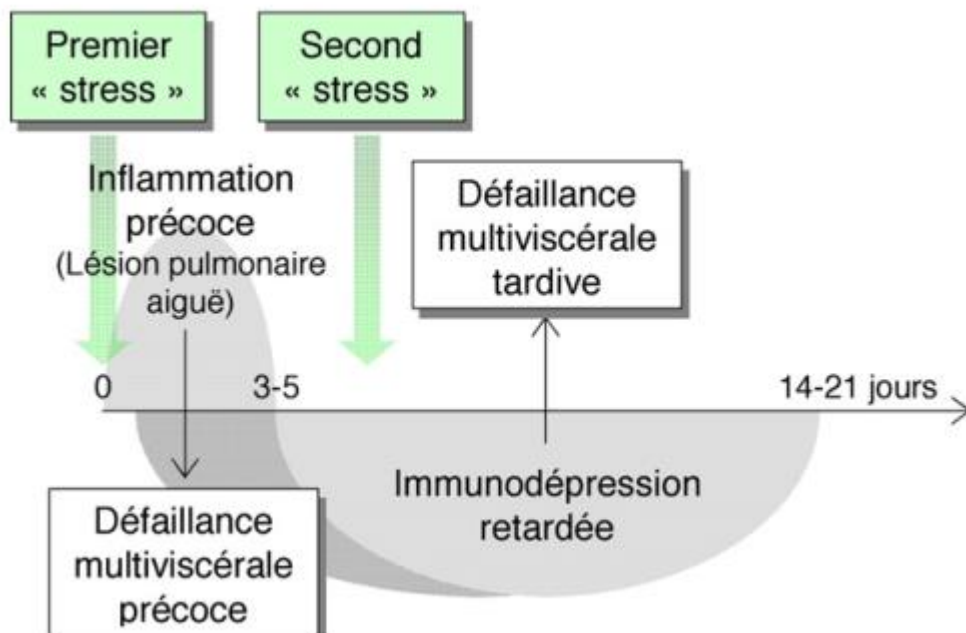 Premier
« stress »
Second
« stress »
Inflammation
précoce
(Lésion pulmonaire
aiguë)
Défaillance
multiviscérale
tardive
0
3-5
14-21 jours
Immunodépression
retardée
Défaillance
multiviscérale
précoce